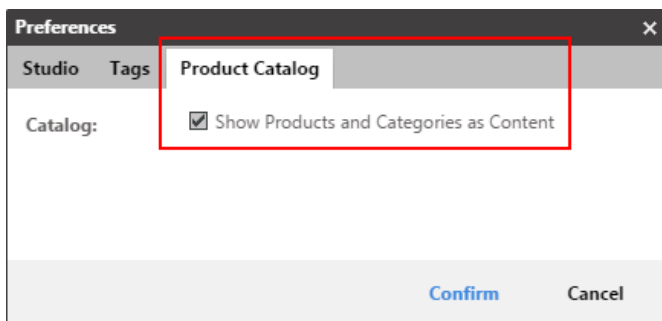 Preferences
Studio Tags Product Catalog
Catalog: Show Products and Categories as Content
Confirm Cancel